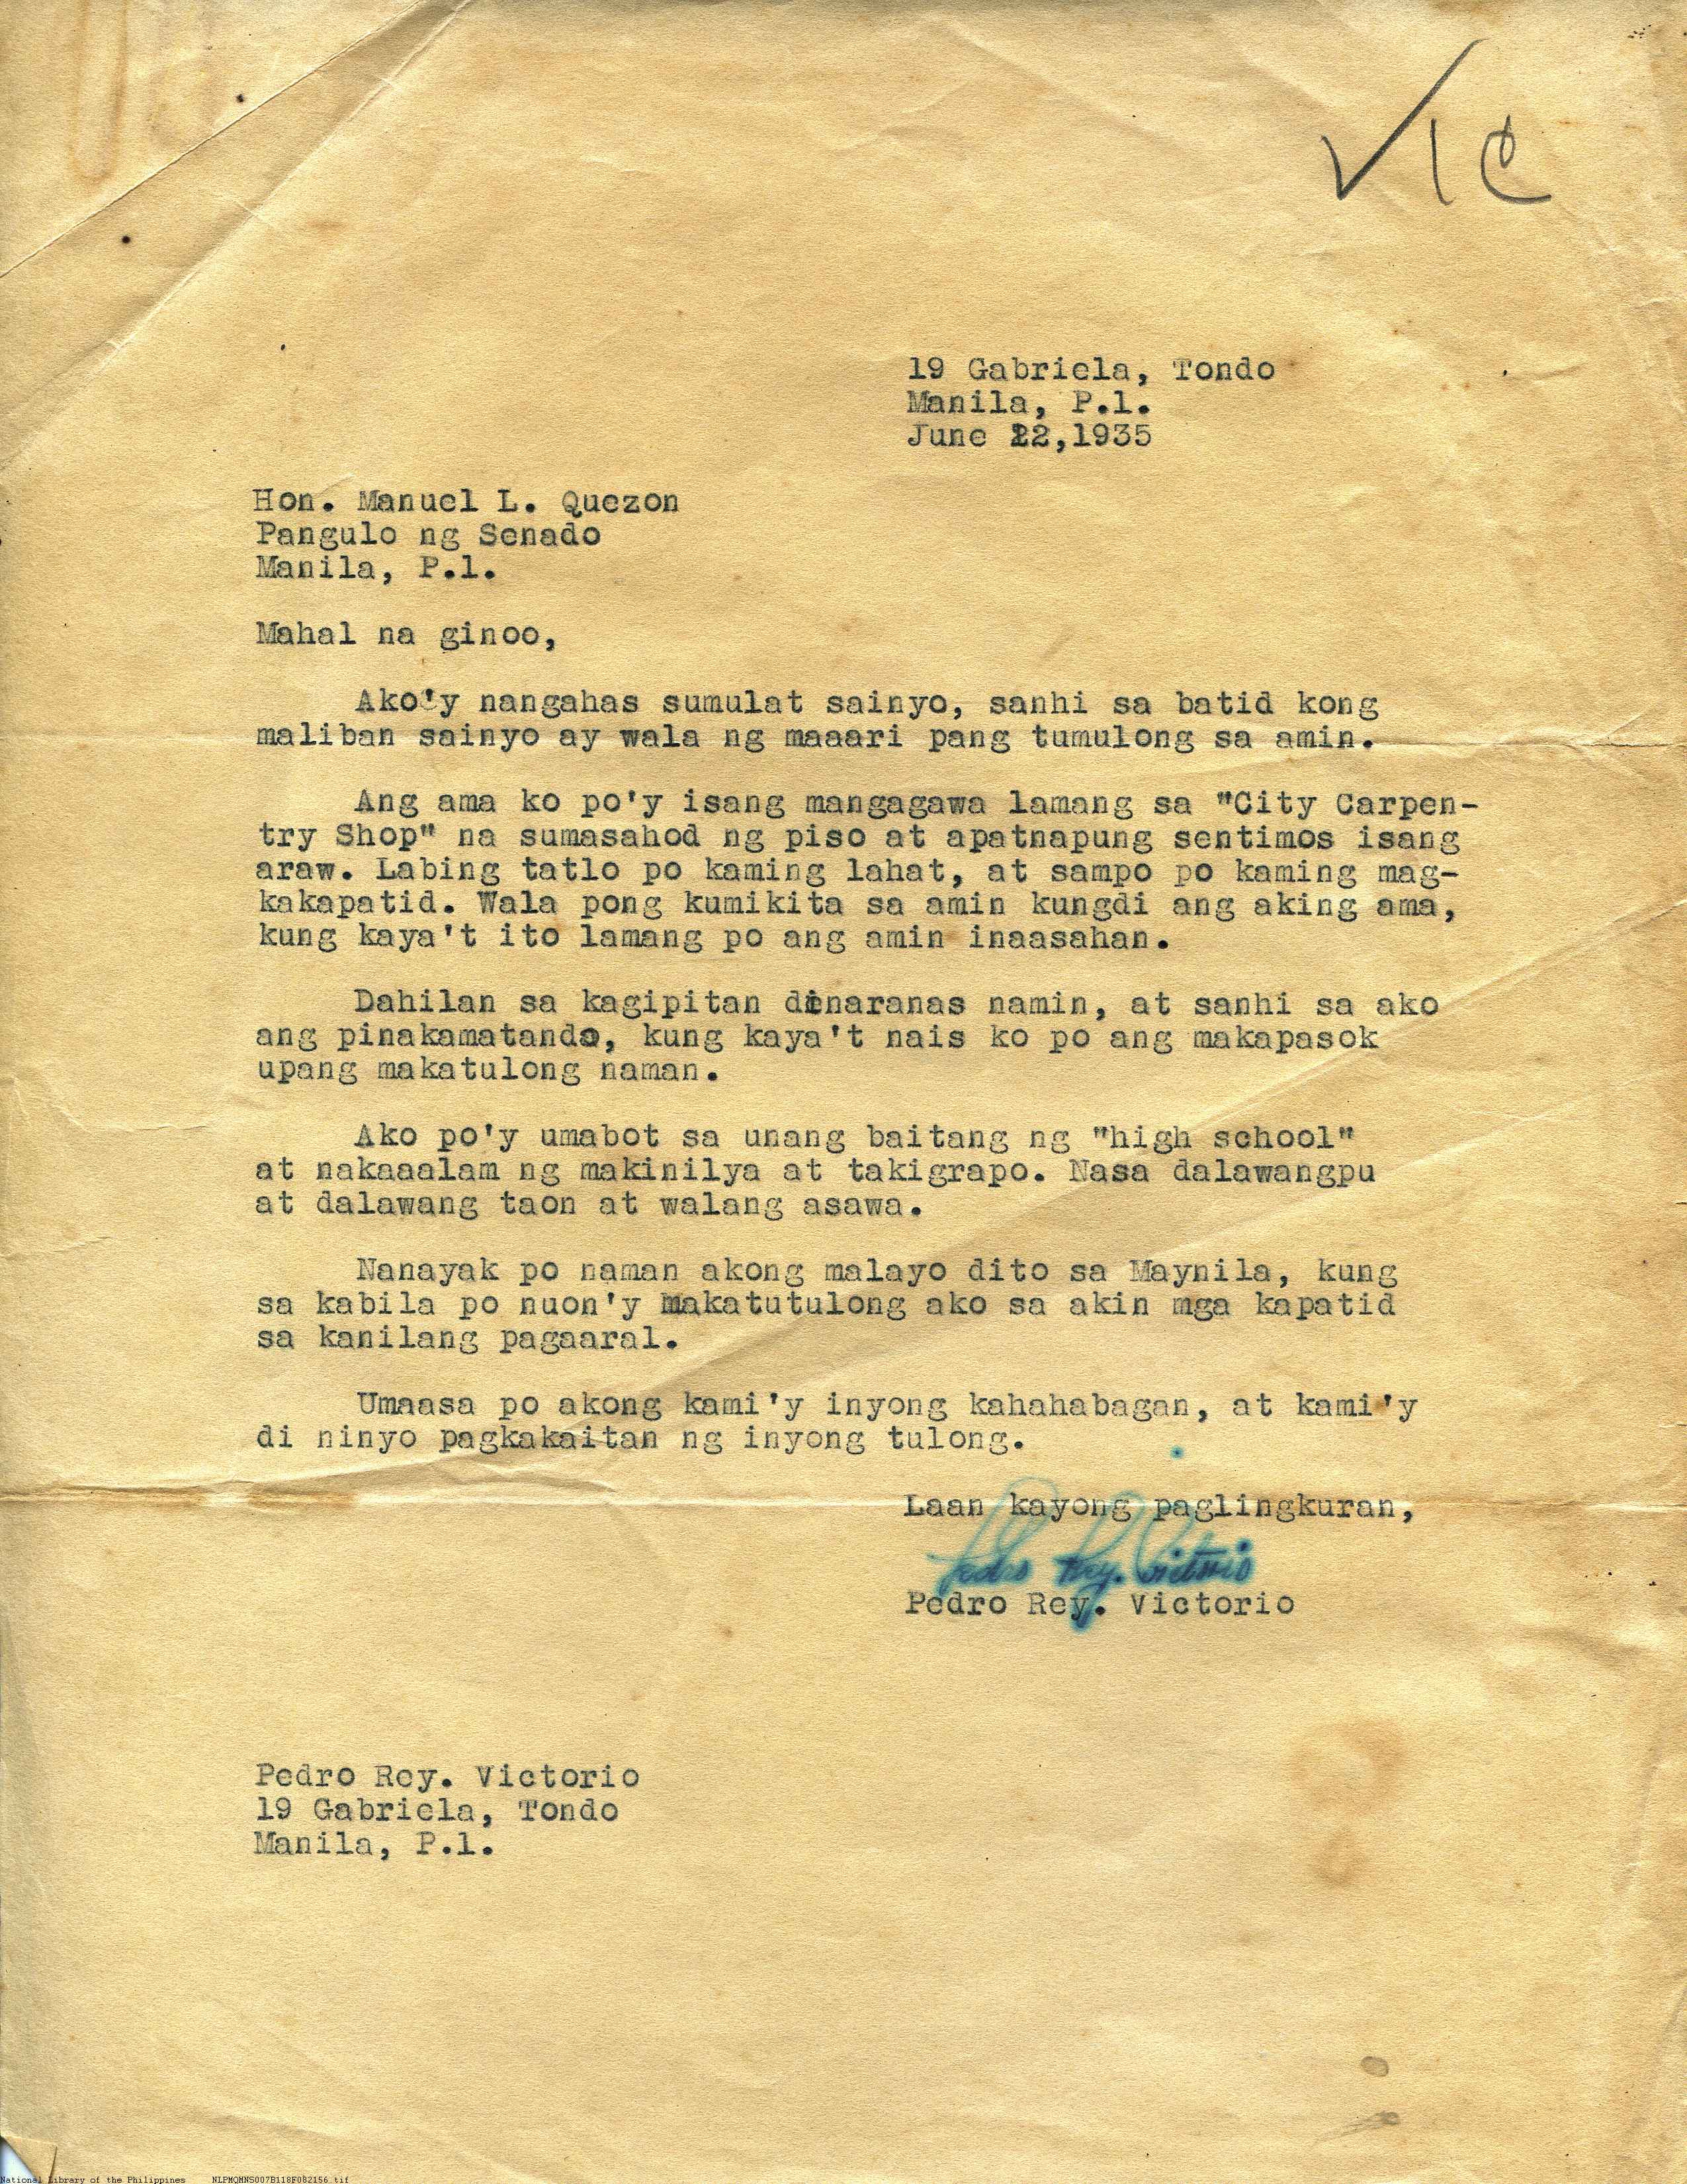 VIC
19 Gabriela, Tondo
Manila, P.l.
June 22,1935
Hon. Manuel L. Quezon
Pangulo ng Senado
Manila, P.l.
Mahal na ginoo,
Ako'y nangahas sumulat sainyo, sanhi sa batid kong
maliban sainyo ay wala ng maaari pang tumulong sa amin.
Ang ama ko po'y isang mangagawa lamang sa "City Carpen-
try Shop" na sumasahod ng piso at apatnapung sentimos isang
araw. Labing tatlo po kaming lahat, at sampo po kaming mag-
kakapatid. Wala pong kumikita sa amin kungdi ang aking ama,
kung kaya't ito lamang po ang amin inaasahan.
Dahilan sa kagipitan dinaranas namin, at sanhi sa ako
ang pinakamatanda, kung kaya't nais ko po ang makapasok
upang makatulong naman.
Ako po'y umabot sa unang baitang ng "high school"
at nakaaalam ng makinilya at takigrapo. Nasa dalawangpu
at dalawang taon at walang asawa.
Nanayak po naman akong malayo dito sa Maynila, kung
sa kabila po nuon'y makatutulong ako sa akin mga kapatid
sa kanilang pagaaral.
Umaasa po akong kami'y inyong kahahabagan, at kami'y
di ninyo pagkakaitan ng inyong tulong.
Laan kayong paglingkuran,
Pedro Rey. Victorio
Pedro Rey. Victorio
Pedro Rey. Victorio
19 Gabriela, Tondo
Manila, P.l.
National Library of the Philippines NLPMQMNS007B118F082156.tif